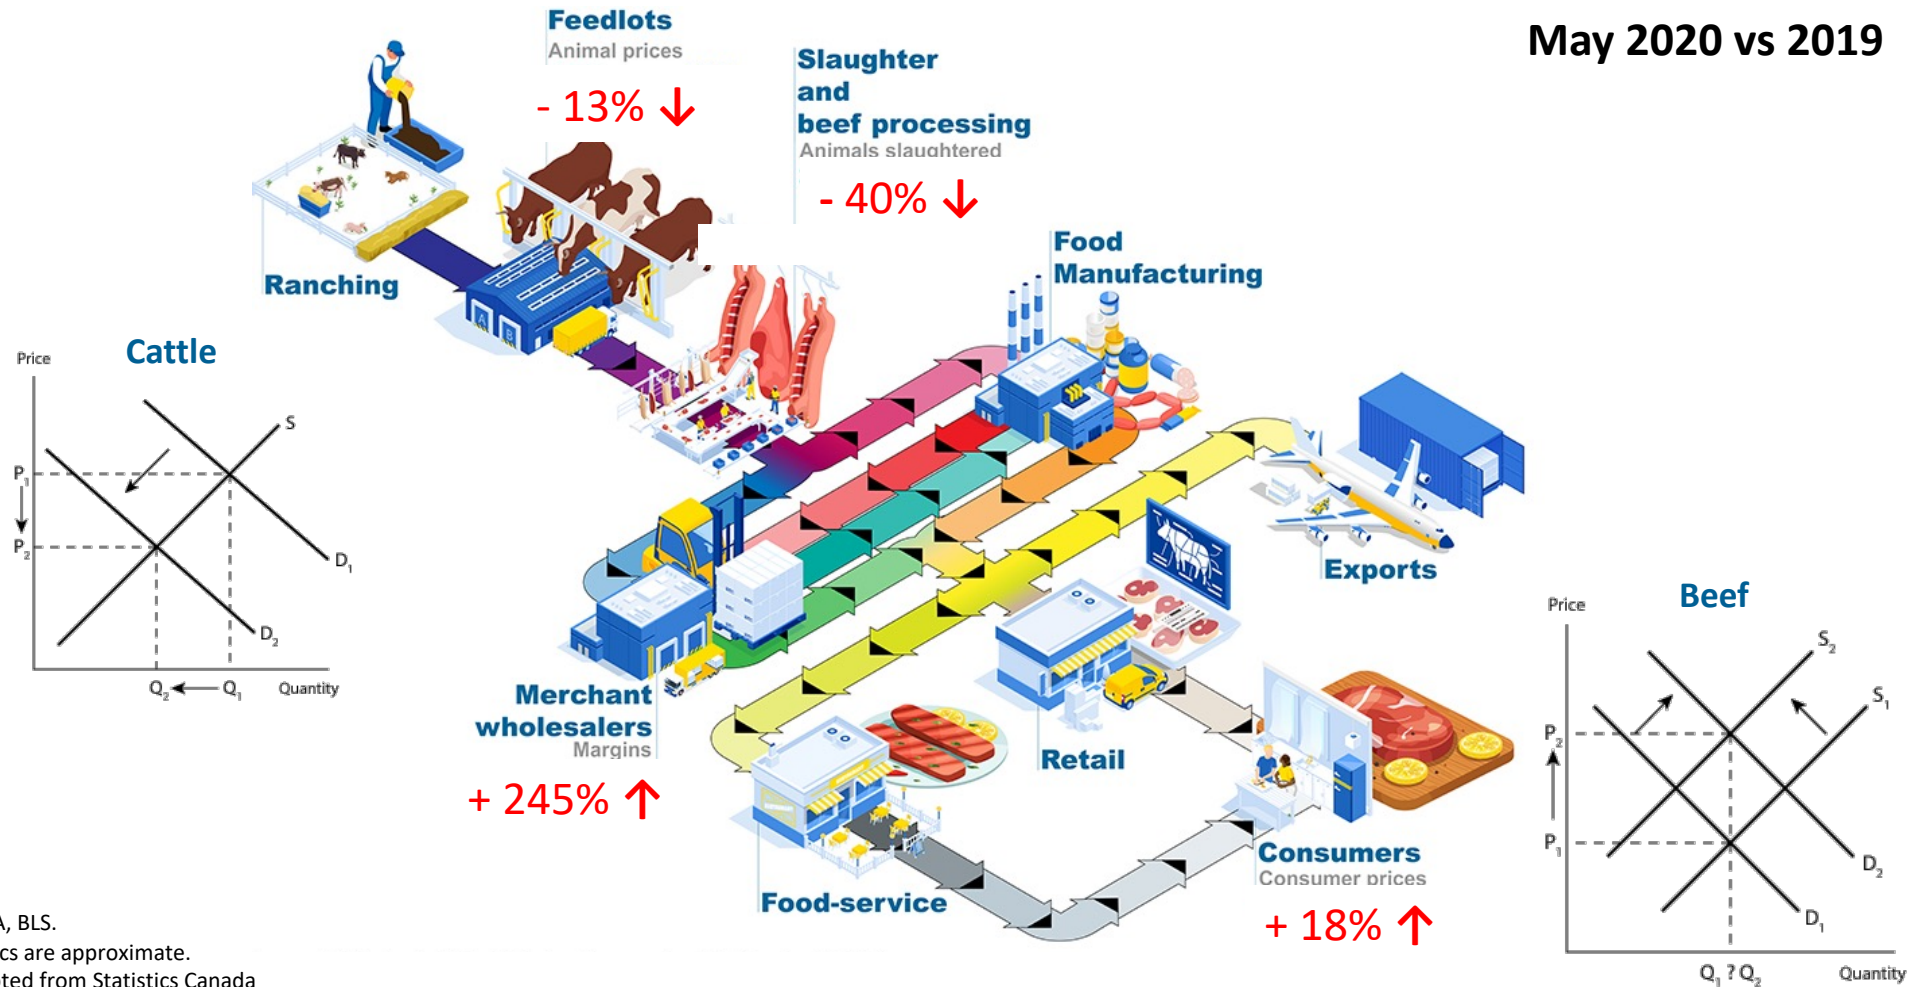 May 2020 vs 2019
Feedlots
Animal prices
- 13% ↓
Slaughter
and
beef processing
Animals slaughtered
- 40% ↓
Ranching
Food
Manufacturing
A
B
Cattle
Price
S
P1
P2
D1
D2
Q2
Q1
Quantity
Exports
Merchant
wholesalers
Margins
+ 245% ↑
Retail
Food-service
Consumers
Consumer prices
+ 18% ↑
Beef
Price
S2
S1
P2
P1
D2
D1
Q1 ? Q2
Quantity
A, BLS.
cs are approximate.
ted from Statistics Canada